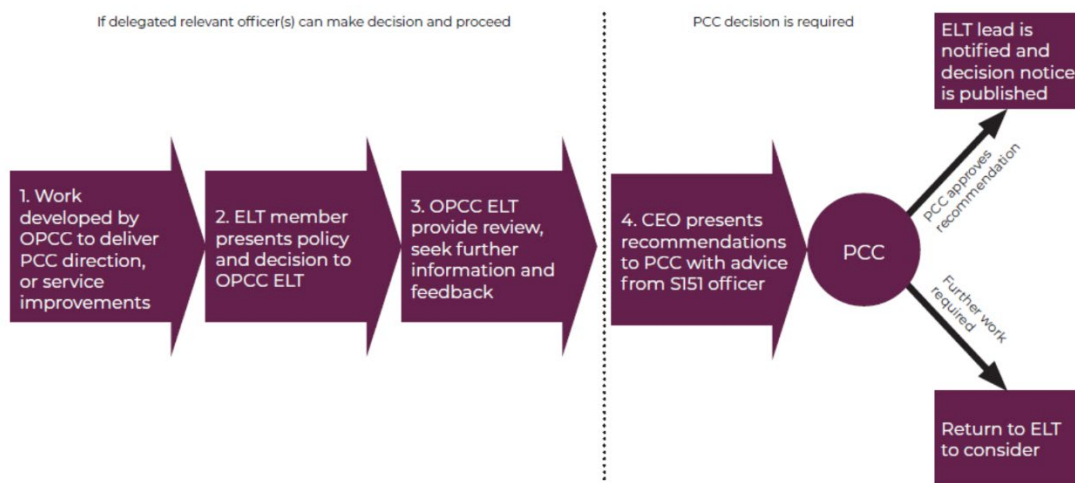 If delegated relevant officer(s) can make decision and proceed
PCC decision is required
1. Work
developed by
OPCC to deliver
PCC direction,
or service
improvements
2. ELT member
presents policy
and decision to
OPCC ELT
3. OPCC ELT
provide review,
seek further
information and
feedback
4. CEO presents
recommendations
to PCC with advice
from S151 officer
PCC
PCC approves
recommendation
ELT lead is
notified and
decision notice
is published
Further work
required
Return to ELT
to consider